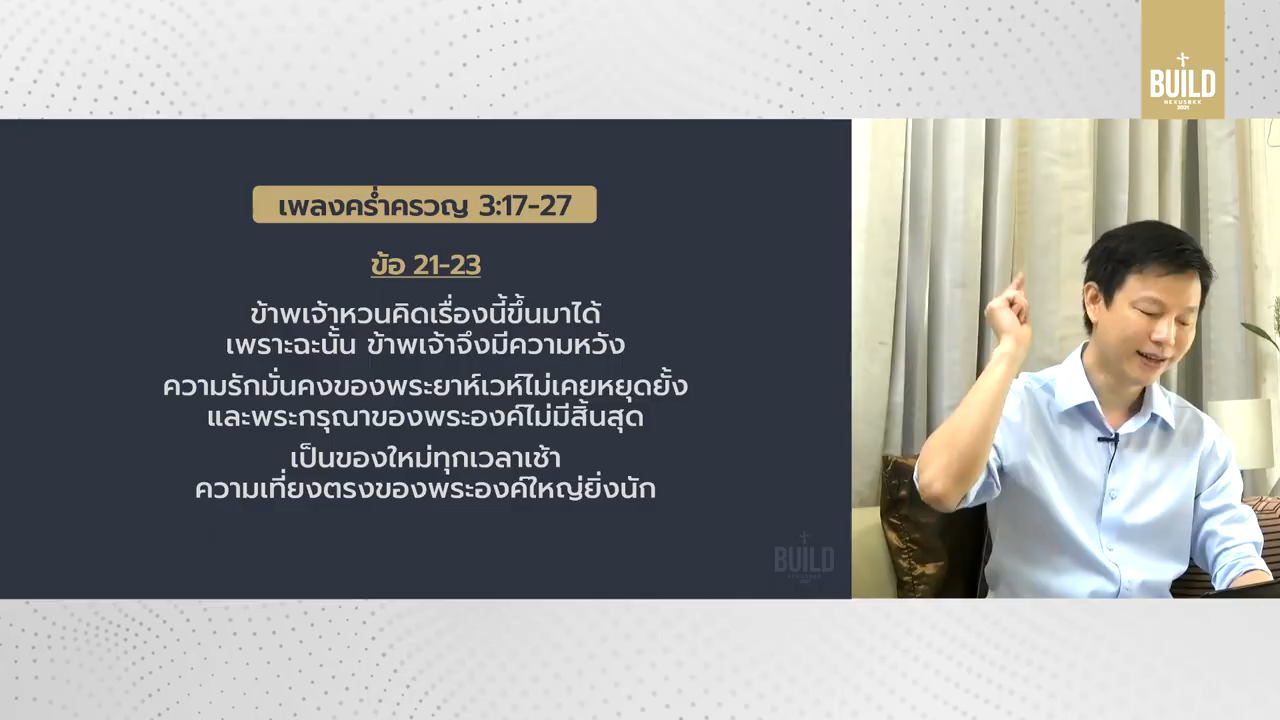 BUILD
NEXUSBKK
2021
เพลงคร่ำครวญ 3:17-27
ข้อ 21-23
ข้าพเจ้าหวนคิดเรื่องนี้ขึ้นมาได้
เพราะฉะนั้น ข้าพเจ้าจึงมีความหวัง
ความรักมั่นคงของพระยาห์เวห์ไม่เคยหยุดยั้ง
และพระกรุณาของพระองค์ไม่มีสิ้นสุด
เป็นของใหม่ทุกเวลาเช้า
ความเที่ยงตรงของพระองค์ใหญ่ยิ่งนัก
BUILD
NEXUSBKK
2021